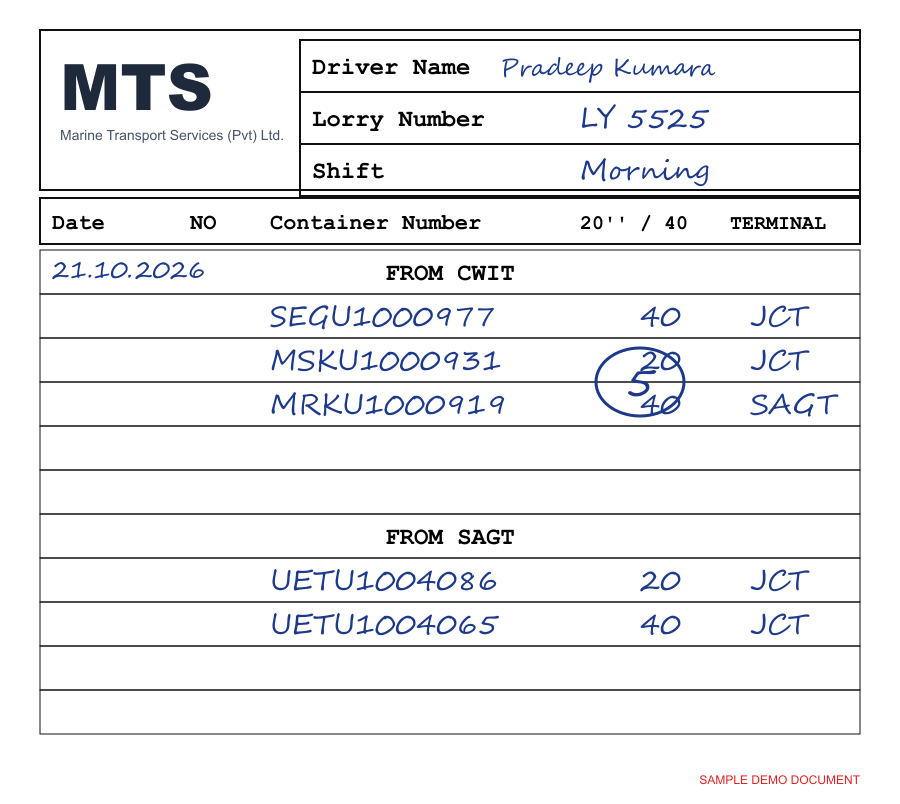 MTS
Marine Transport Services (Pvt) Ltd.
Driver Name Pradeep Kumara
Lorry Number LY 5525
Shift Morning
Date NO Container Number 20'' / 40 TERMINAL
21.10.2026 FROM CWIT
SEGU1000977 40 JCT
MSKU1000931 20 JCT
5
MRKU1000919 40 SAGT
FROM SAGT
UETU1004086 20 JCT
UETU1004065 40 JCT
SAMPLE DEMO DOCUMENT